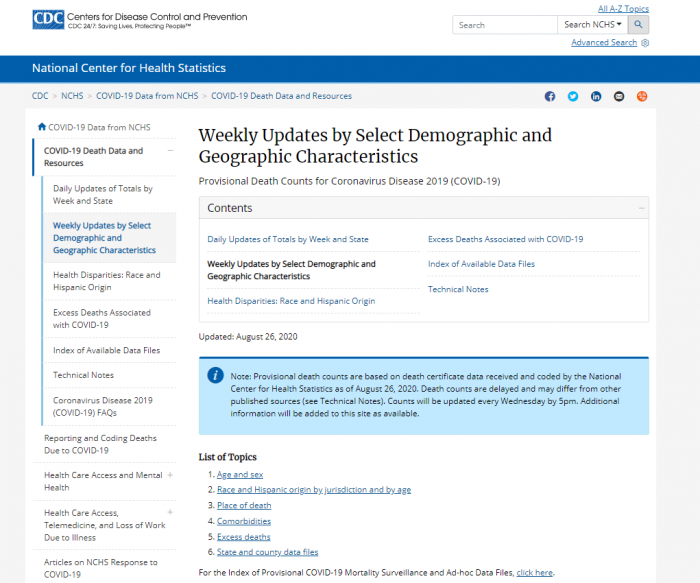 All A-Z Topics
CDC Centers for Disease Control and Prevention
CDC 24/7: Saving Lives, Protecting People™
Search
Search NCHS
Advanced Search
National Center for Health Statistics
CDC > NCHS > COVID-19 Data from NCHS > COVID-19 Death Data and Resources
COVID-19 Data from NCHS
COVID-19 Death Data and
Resources
Daily Updates of Totals by
Week and State
Weekly Updates by Select
Demographic and
Geographic Characteristics
Health Disparities: Race and
Hispanic Origin
Excess Deaths Associated
with COVID-19
Index of Available Data Files
Technical Notes
Coronavirus Disease 2019
(COVID-19) FAQs
Reporting and Coding Deaths
Due to COVID-19
Health Care Access and Mental
Health
Health Care Access,
Telemedicine, and Loss of Work
Due to Illness
Articles on NCHS Response to
COVID-19
Weekly Updates by Select Demographic and
Geographic Characteristics
Provisional Death Counts for Coronavirus Disease 2019 (COVID-19)
Contents
Daily Updates of Totals by Week and State
Weekly Updates by Select Demographic and
Geographic Characteristics
Health Disparities: Race and Hispanic Origin
Excess Deaths Associated with COVID-19
Index of Available Data Files
Technical Notes
Updated: August 26, 2020
Note: Provisional death counts are based on death certificate data received and coded by the National
Center for Health Statistics as of August 26, 2020. Death counts are delayed and may differ from other
published sources (see Technical Notes). Counts will be updated every Wednesday by 5pm. Additional
information will be added to this site as available.
List of Topics
1. Age and sex
2. Race and Hispanic origin by jurisdiction and by age
3. Place of death
4. Comorbidities
5. Excess deaths
6. State and county data files
For the Index of Provisional COVID-19 Mortality Surveillance and Ad-hoc Data Files, click here.